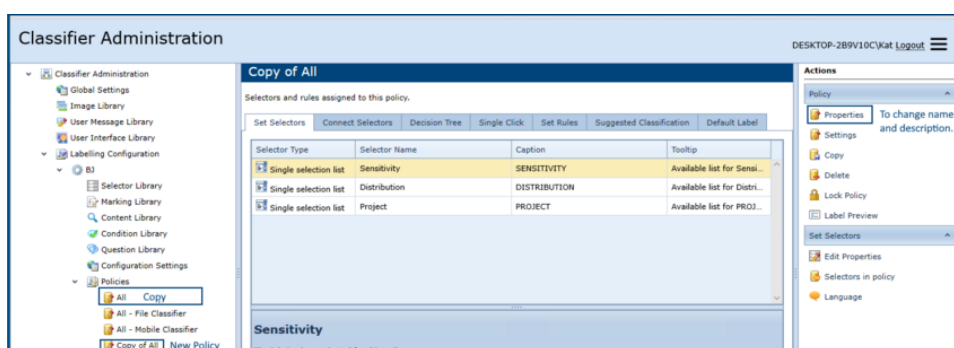 Classifier Administration
DESKTOP-2B9V10C\Kat Logout
Classifier Administration
Global Settings
Image Library
User Message Library
User Interface Library
Labelling Configuration
BJ
Selector Library
Marking Library
Content Library
Condition Library
Question Library
Configuration Settings
Policies
All Copy
All - File Classifier
All - Mobile Classifier
Copy of All New Policy
Copy of All
Selectors and rules assigned to this policy.
Set Selectors Connect Selectors Decision Tree Single Click Set Rules Suggested Classification Default Label
Selector Type Selector Name Caption Tooltip
Single selection list Sensitivity SENSITIVITY Available list for Sensi...
Single selection list Distribution DISTRIBUTION Available list for Distri...
Single selection list Project PROJECT Available list for PROJ...
Sensitivity
Actions
Policy
Properties To change name
and description.
Settings
Copy
Delete
Lock Policy
Label Preview
Set Selectors
Edit Properties
Selectors in policy
Language